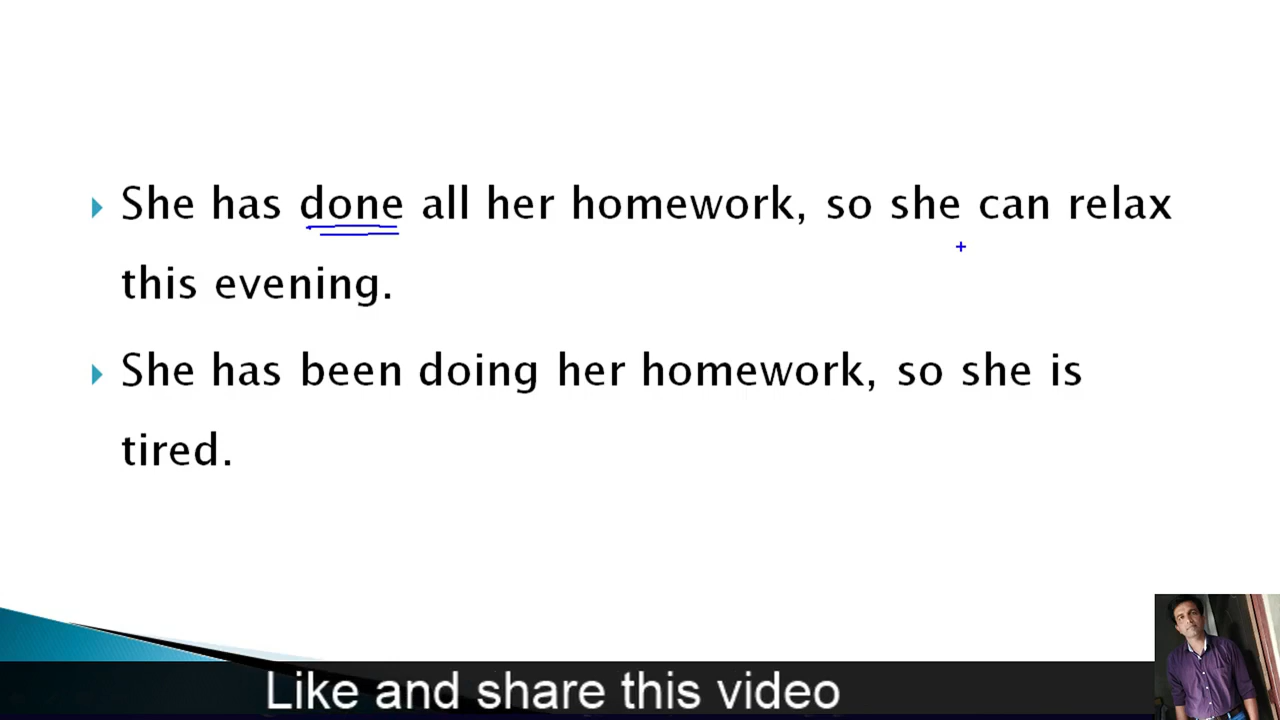 She has done all her homework, so she can relax
this evening.
She has been doing her homework, so she is
tired.
Like and share this video